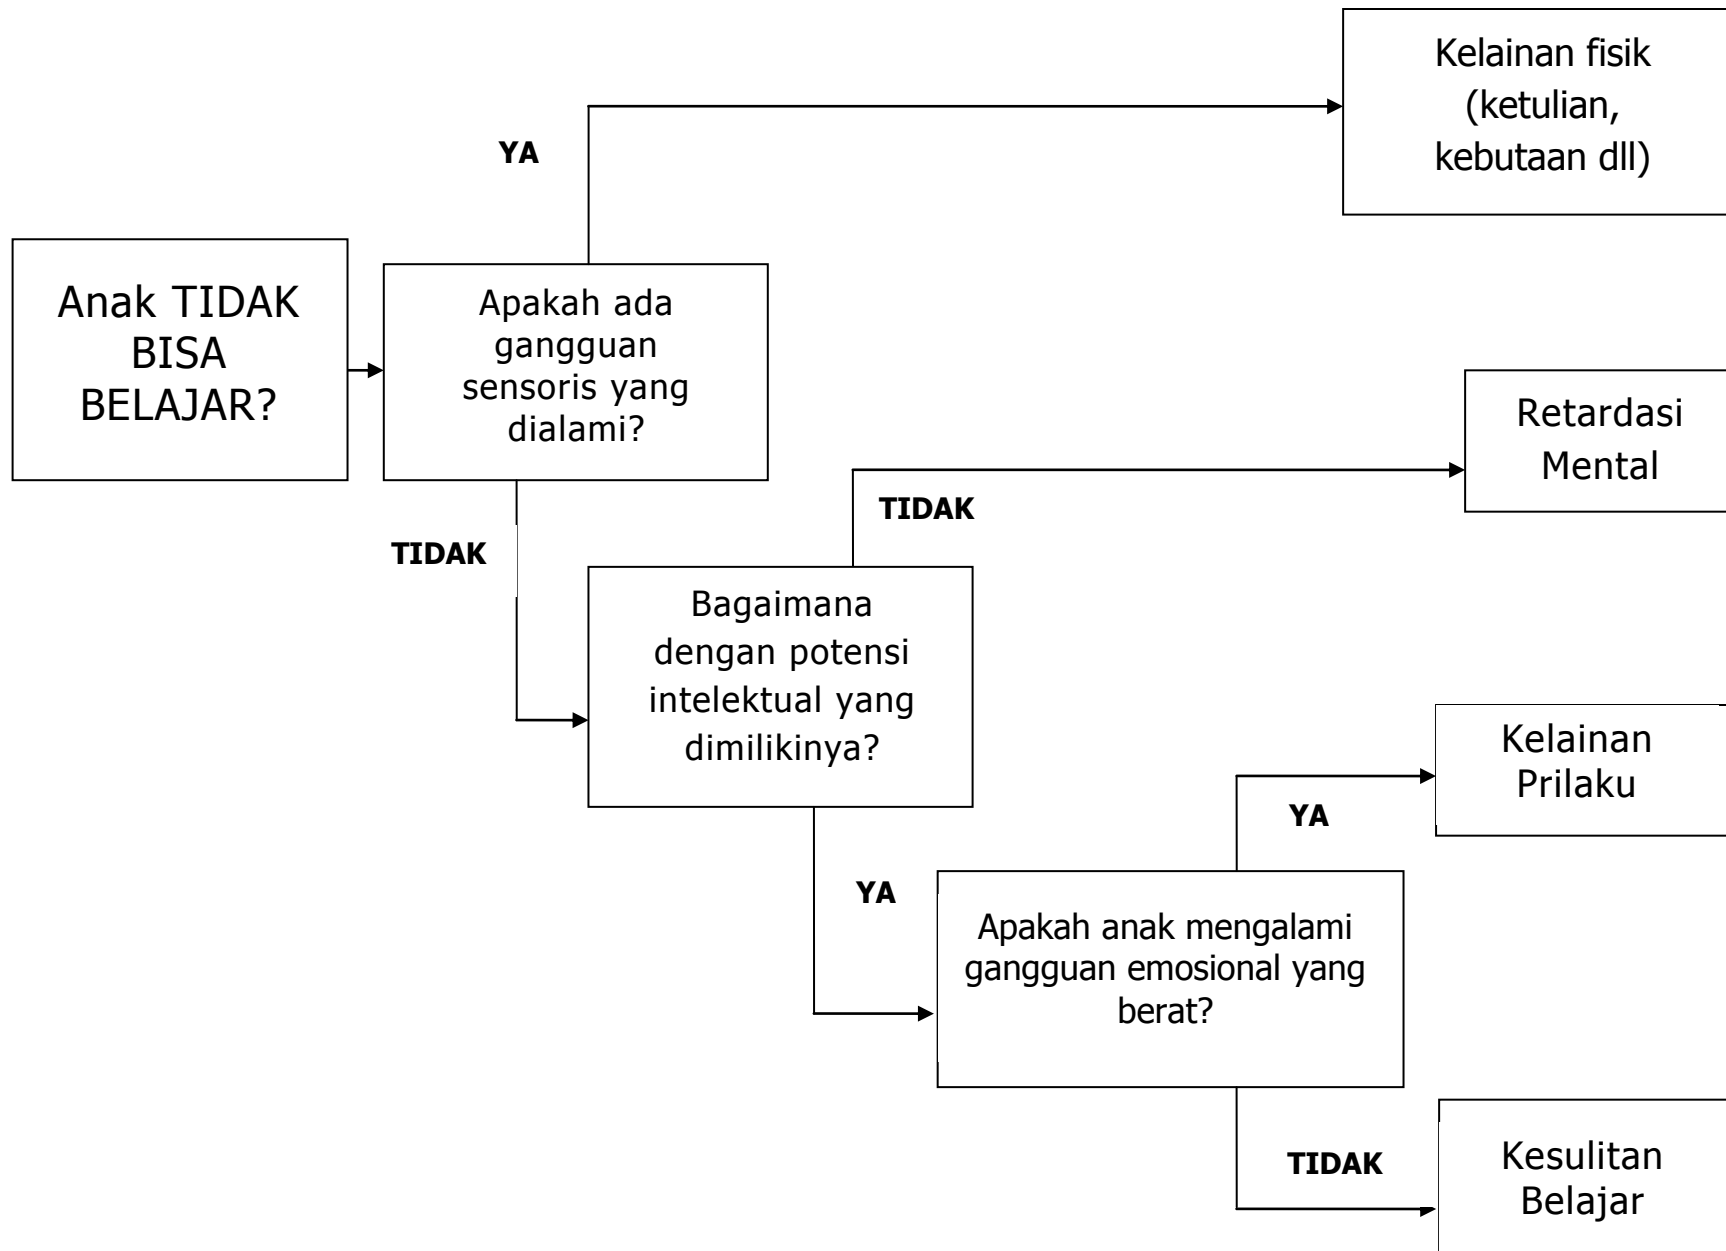 Kelainan fisik
(ketulian,
kebutaan dll)
YA
Anak TIDAK
BISA
BELAJAR?
Apakah ada
gangguan
sensoris yang
dialami?
Retardasi
Mental
TIDAK
TIDAK
Bagaimana
dengan potensi
intelektual yang
dimilikinya?
Kelainan
Prilaku
YA
YA
Apakah anak mengalami
gangguan emosional yang
berat?
TIDAK
Kesulitan
Belajar